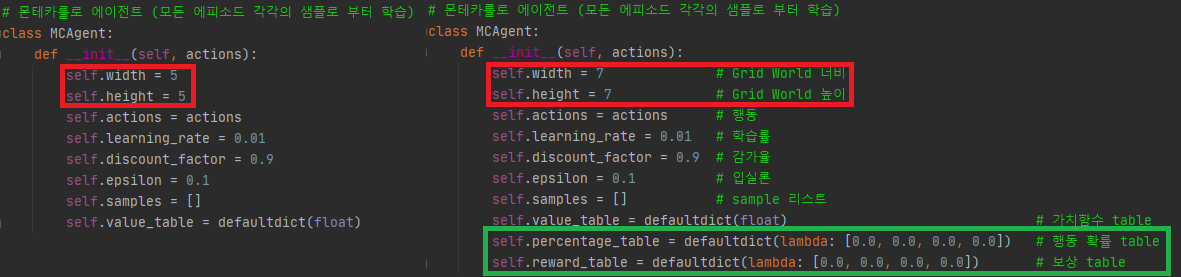 # 몬테카를로 에이전트 (모든 에피소드 각각의 샘플로 부터 학습)
class MCAgent:
def __init__(self, actions):
self.width = 5
self.height = 5
self.actions = actions
self.learning_rate = 0.01
self.discount_factor = 0.9
self.epsilon = 0.1
self.samples = []
self.value_table = defaultdict(float)
# 몬테카를로 에이전트 (모든 에피소드 각각의 샘플로 부터 학습)
class MCAgent:
def __init__(self, actions):
self.width = 7 # Grid World 너비
self.height = 7 # Grid World 높이
self.actions = actions # 행동
self.learning_rate = 0.01 # 학습률
self.discount_factor = 0.9 # 감가율
self.epsilon = 0.1 # 입실론
self.samples = [] # sample 리스트
self.value_table = defaultdict(float) # 가치함수 table
self.percentage_table = defaultdict(lambda: [0.0, 0.0, 0.0, 0.0]) # 행동 확률 table
self.reward_table = defaultdict(lambda: [0.0, 0.0, 0.0, 0.0]) # 보상 table